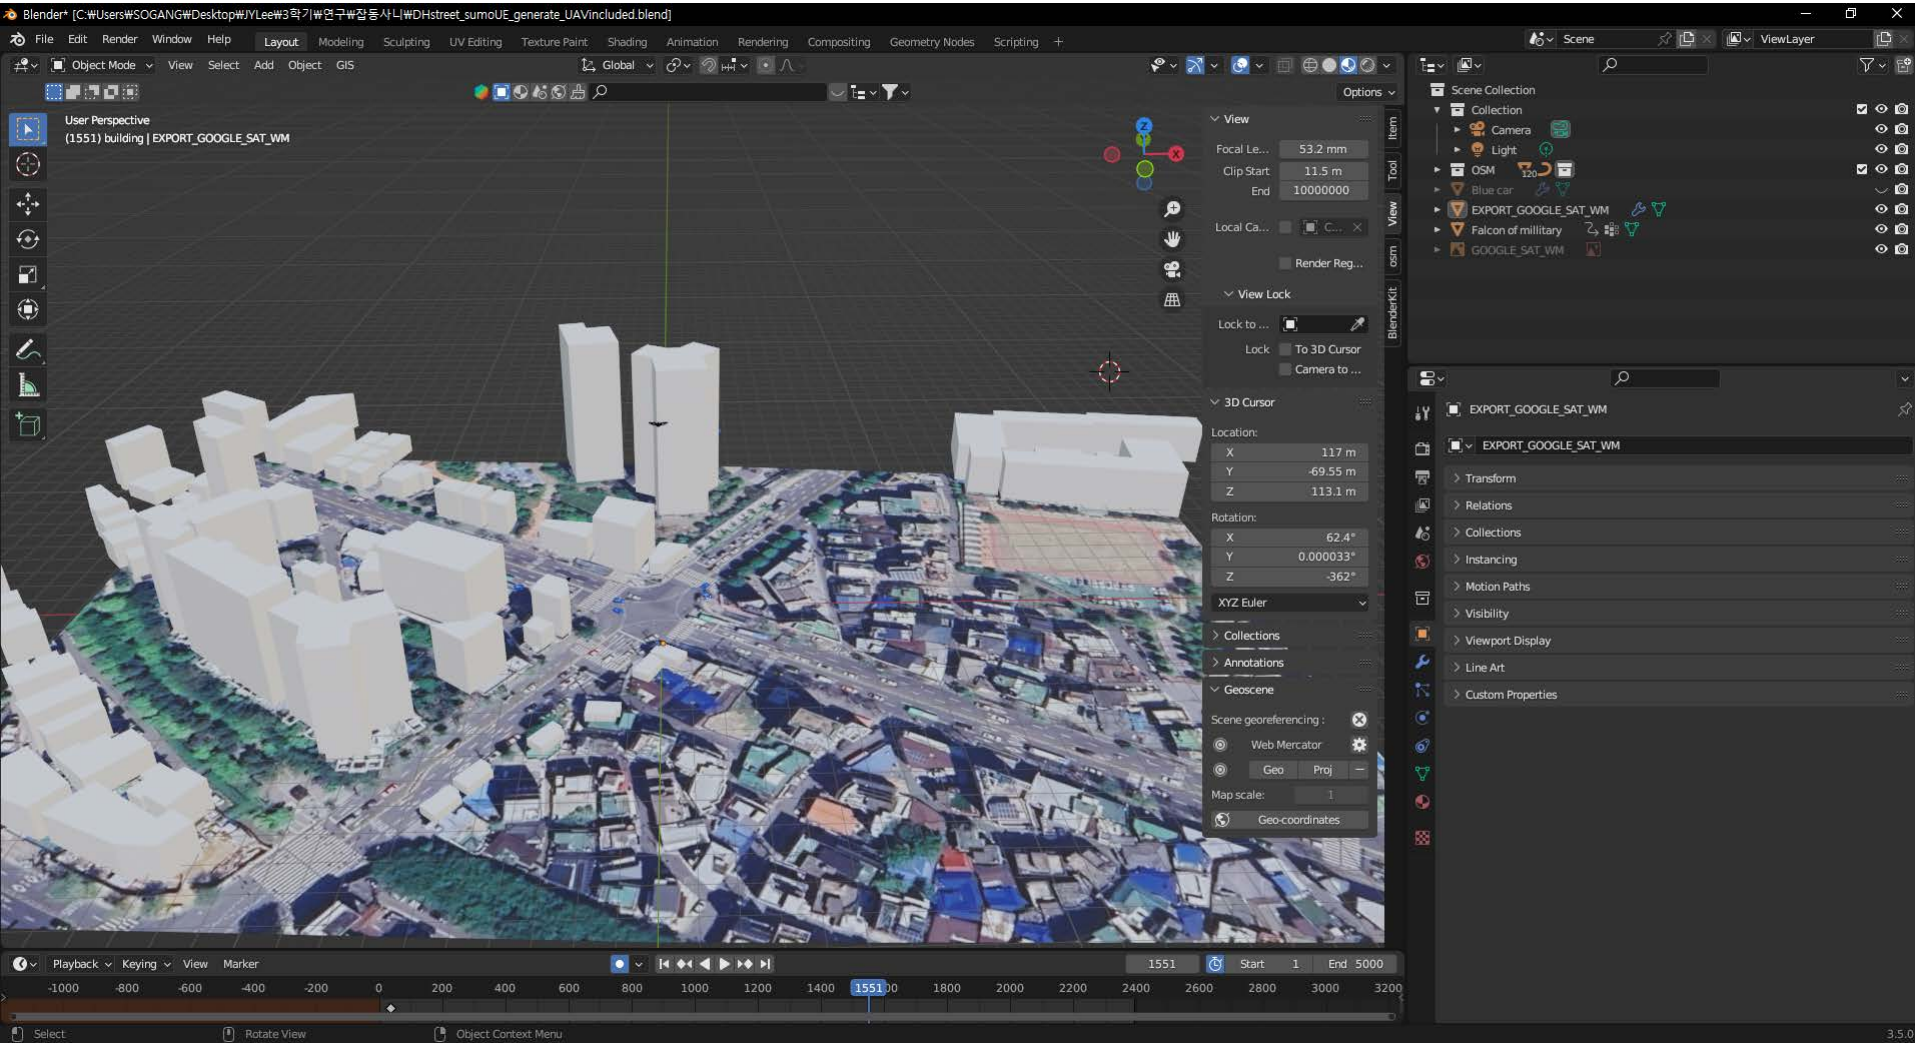 Blender* [C:₩Users₩SOGANG₩Desktop₩JYLee₩3학기₩연구₩잡동사니₩DHstreet_sumoUE_generate_UAVincluded.blend]
File Edit Render Window Help Layout Modeling Sculpting UV Editing Texture Paint Shading Animation Rendering Compositing Geometry Nodes Scripting + Scene ViewLayer
Object Mode View Select Add Object GIS Global
Options
User Perspective
(1551) building | EXPORT_GOOGLE_SAT_WM
Z
Y
X
View
Focal Le... 53.2 mm
Clip Start 11.5 m
End 10000000
Local Ca... C...
Render Reg...
View Lock
Lock to ...
Lock To 3D Cursor
Camera to ...
3D Cursor
Location:
X 117 m
Y -69.55 m
Z 113.1 m
Rotation:
X 62.4°
Y 0.000033°
Z -362°
XYZ Euler
Collections
Annotations
Geoscene
Scene georeferencing :
Web Mercator
Geo Proj
Map scale: 1
Geo-coordinates
Item
Tool
View
osm
BlenderKit
Scene Collection
Collection
Camera
Light
OSM 120
Blue car
EXPORT_GOOGLE_SAT_WM
Falcon of millitary
GOOGLE_SAT_WM
EXPORT_GOOGLE_SAT_WM
EXPORT_GOOGLE_SAT_WM
Transform
Relations
Collections
Instancing
Motion Paths
Visibility
Viewport Display
Line Art
Custom Properties
Playback Keying View Marker 1551 Start 1 End 5000
-1000 -800 -600 -400 -200 0 200 400 600 800 1000 1200 1400 1551 00 1800 2000 2200 2400 2600 2800 3000 3200
Select Rotate View Object Context Menu 3.5.0